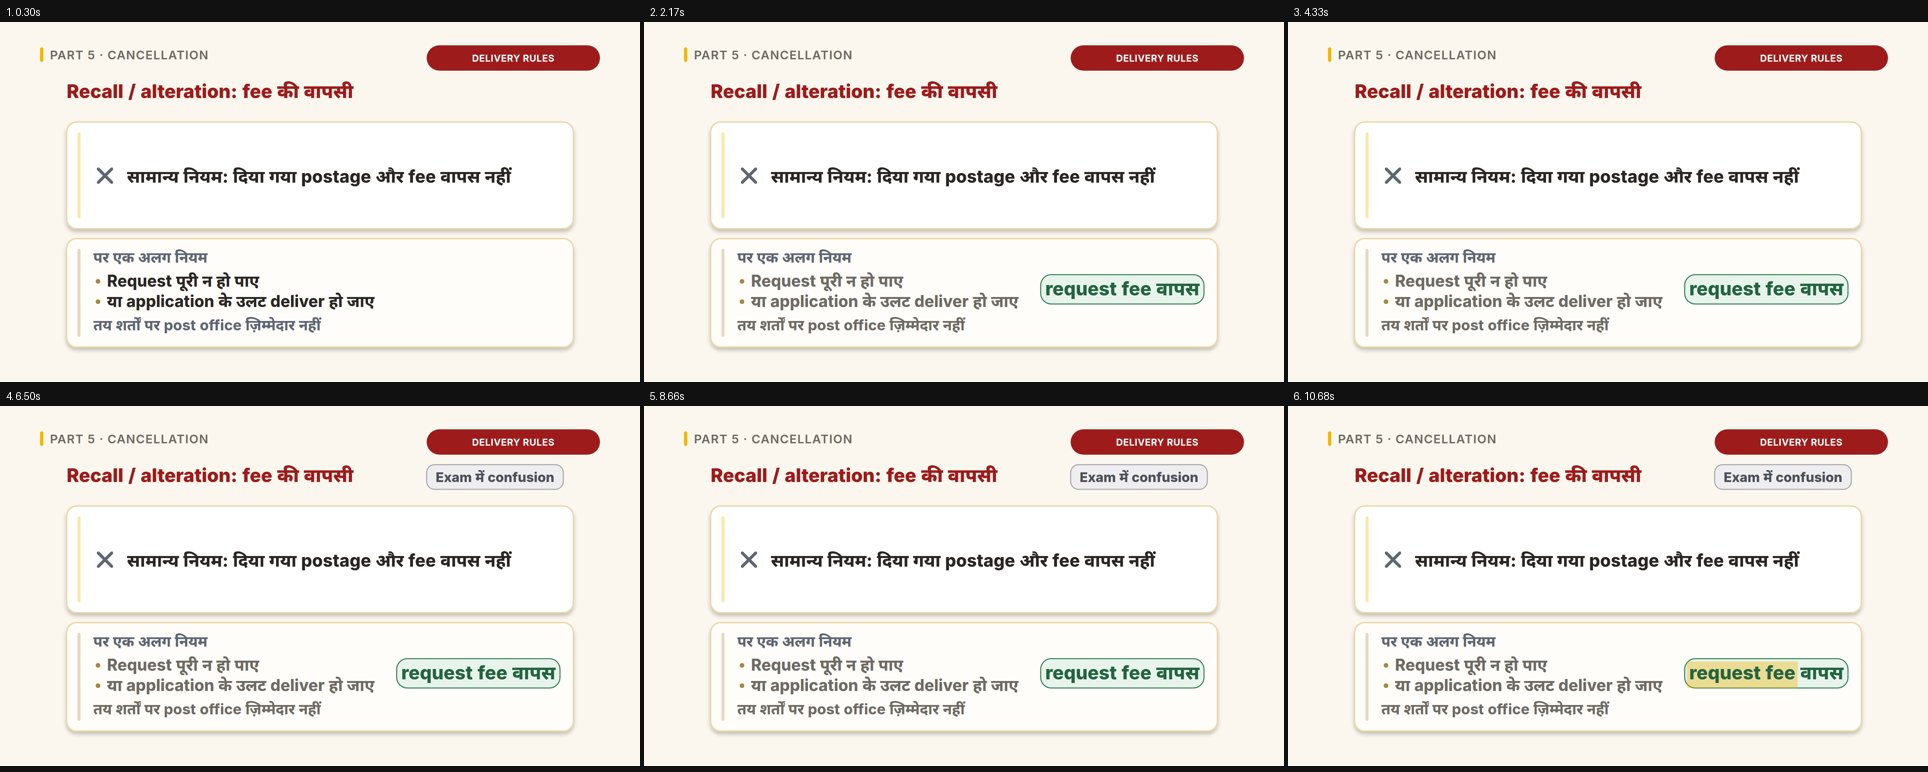 1. 0.30s
PART 5 · CANCELLATION
DELIVERY RULES
Recall / alteration: fee की वापसी
सामान्य नियम: दिया गया postage और fee वापस नहीं
पर एक अलग नियम
• Request पूरी न हो पाए
• या application के उलट deliver हो जाए
तय शर्तों पर post office ज़िम्मेदार नहीं
2. 2.17s
PART 5 · CANCELLATION
DELIVERY RULES
Recall / alteration: fee की वापसी
सामान्य नियम: दिया गया postage और fee वापस नहीं
पर एक अलग नियम
• Request पूरी न हो पाए
• या application के उलट deliver हो जाए
request fee वापस
तय शर्तों पर post office ज़िम्मेदार नहीं
3. 4.33s
PART 5 · CANCELLATION
DELIVERY RULES
Recall / alteration: fee की वापसी
सामान्य नियम: दिया गया postage और fee वापस नहीं
पर एक अलग नियम
• Request पूरी न हो पाए
• या application के उलट deliver हो जाए
request fee वापस
तय शर्तों पर post office ज़िम्मेदार नहीं
4. 6.50s
PART 5 · CANCELLATION
DELIVERY RULES
Recall / alteration: fee की वापसी
Exam में confusion
सामान्य नियम: दिया गया postage और fee वापस नहीं
पर एक अलग नियम
• Request पूरी न हो पाए
• या application के उलट deliver हो जाए
request fee वापस
तय शर्तों पर post office ज़िम्मेदार नहीं
5. 8.66s
PART 5 · CANCELLATION
DELIVERY RULES
Recall / alteration: fee की वापसी
Exam में confusion
सामान्य नियम: दिया गया postage और fee वापस नहीं
पर एक अलग नियम
• Request पूरी न हो पाए
• या application के उलट deliver हो जाए
request fee वापस
तय शर्तों पर post office ज़िम्मेदार नहीं
6. 10.68s
PART 5 · CANCELLATION
DELIVERY RULES
Recall / alteration: fee की वापसी
Exam में confusion
सामान्य नियम: दिया गया postage और fee वापस नहीं
पर एक अलग नियम
• Request पूरी न हो पाए
• या application के उलट deliver हो जाए
request fee वापस
तय शर्तों पर post office ज़िम्मेदार नहीं